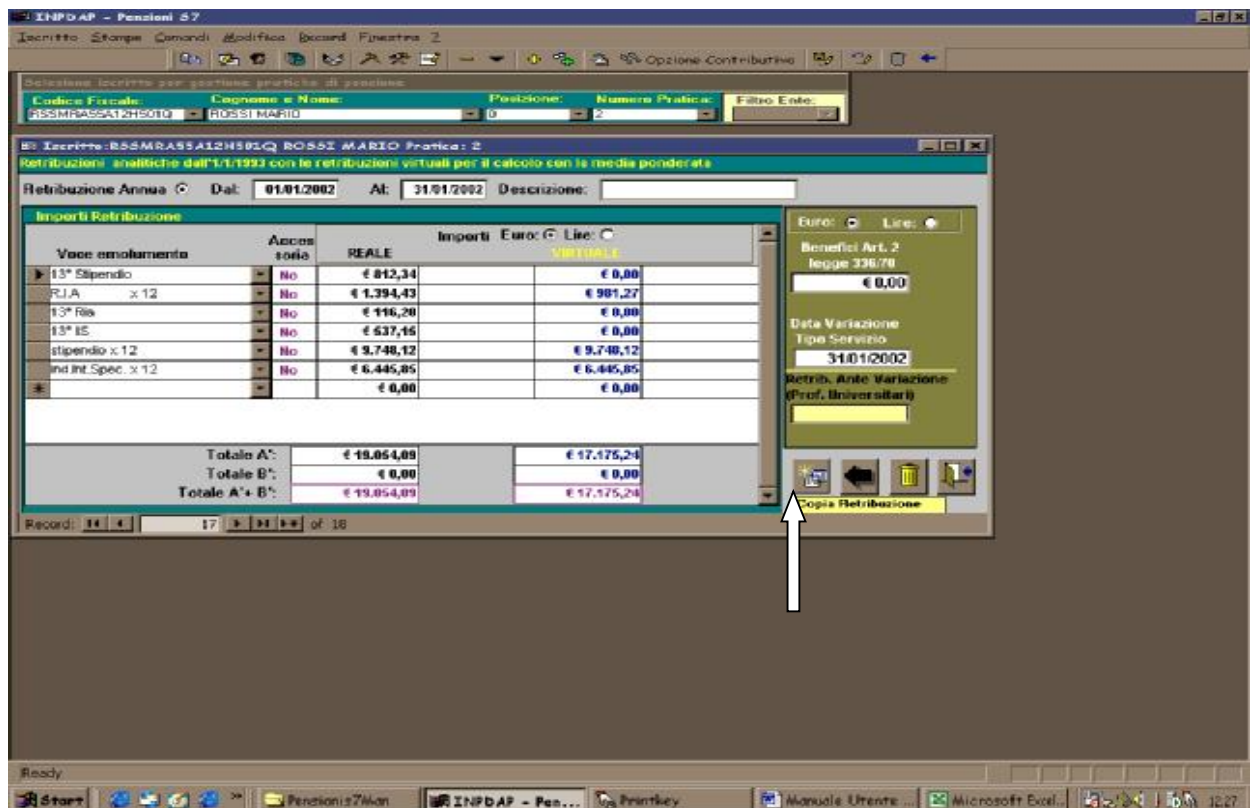 INPDAP - Pensioni S7
Iscritto Stampe Comandi Modifica Record Finestra ?
Opzione Contributiva
Selezione Iscritto per gestione pratiche di pensione
Codice Fiscale: Cognome e Nome: Posizione: Numero Pratica: Filtro Ente:
RSSMRA55A12H501Q ROSSI MARIO 0 2
Iscritto:RSSMRA55A12H501Q ROSSI MARIO Pratica: 2
Retribuzioni analitiche dall'1/1/1993 con le retribuzioni virtuali per il calcolo con la media ponderata
Retribuzione Annua Dal: 01/01/2002 Al: 31/01/2002 Descrizione:
Importi Retribuzione
Importi Euro: Lire:
Voce emolumento Acces soria REALE VIRTUALE
13° Stipendio No € 812,34 € 0,00
R.I.A x 12 No € 1.394,43 € 981,27
13° Ria No € 116,20 € 0,00
13° IIS No € 537,15 € 0,00
stipendio x 12 No € 9.748,12 € 9.748,12
Ind.Int.Spec. x 12 No € 6.445,85 € 6.445,85
€ 0,00 € 0,00
Totale A°: € 19.054,09 € 17.175,24
Totale B°: € 0,00 € 0,00
Totale A°+ B°: € 19.054,09 € 17.175,24
Record: 17 of 18
Euro: Lire:
Benefici Art. 2
legge 336/70
€ 0,00
Data Variazione
Tipo Servizio
31/01/2002
Retrib. Ante Variazione
(Prof. Universitari)
Copia Retribuzione
Ready
Start Pensionis7Man INPDAP - Pen... Printkey Manuale Utente ... Microsoft Excel... 12.27